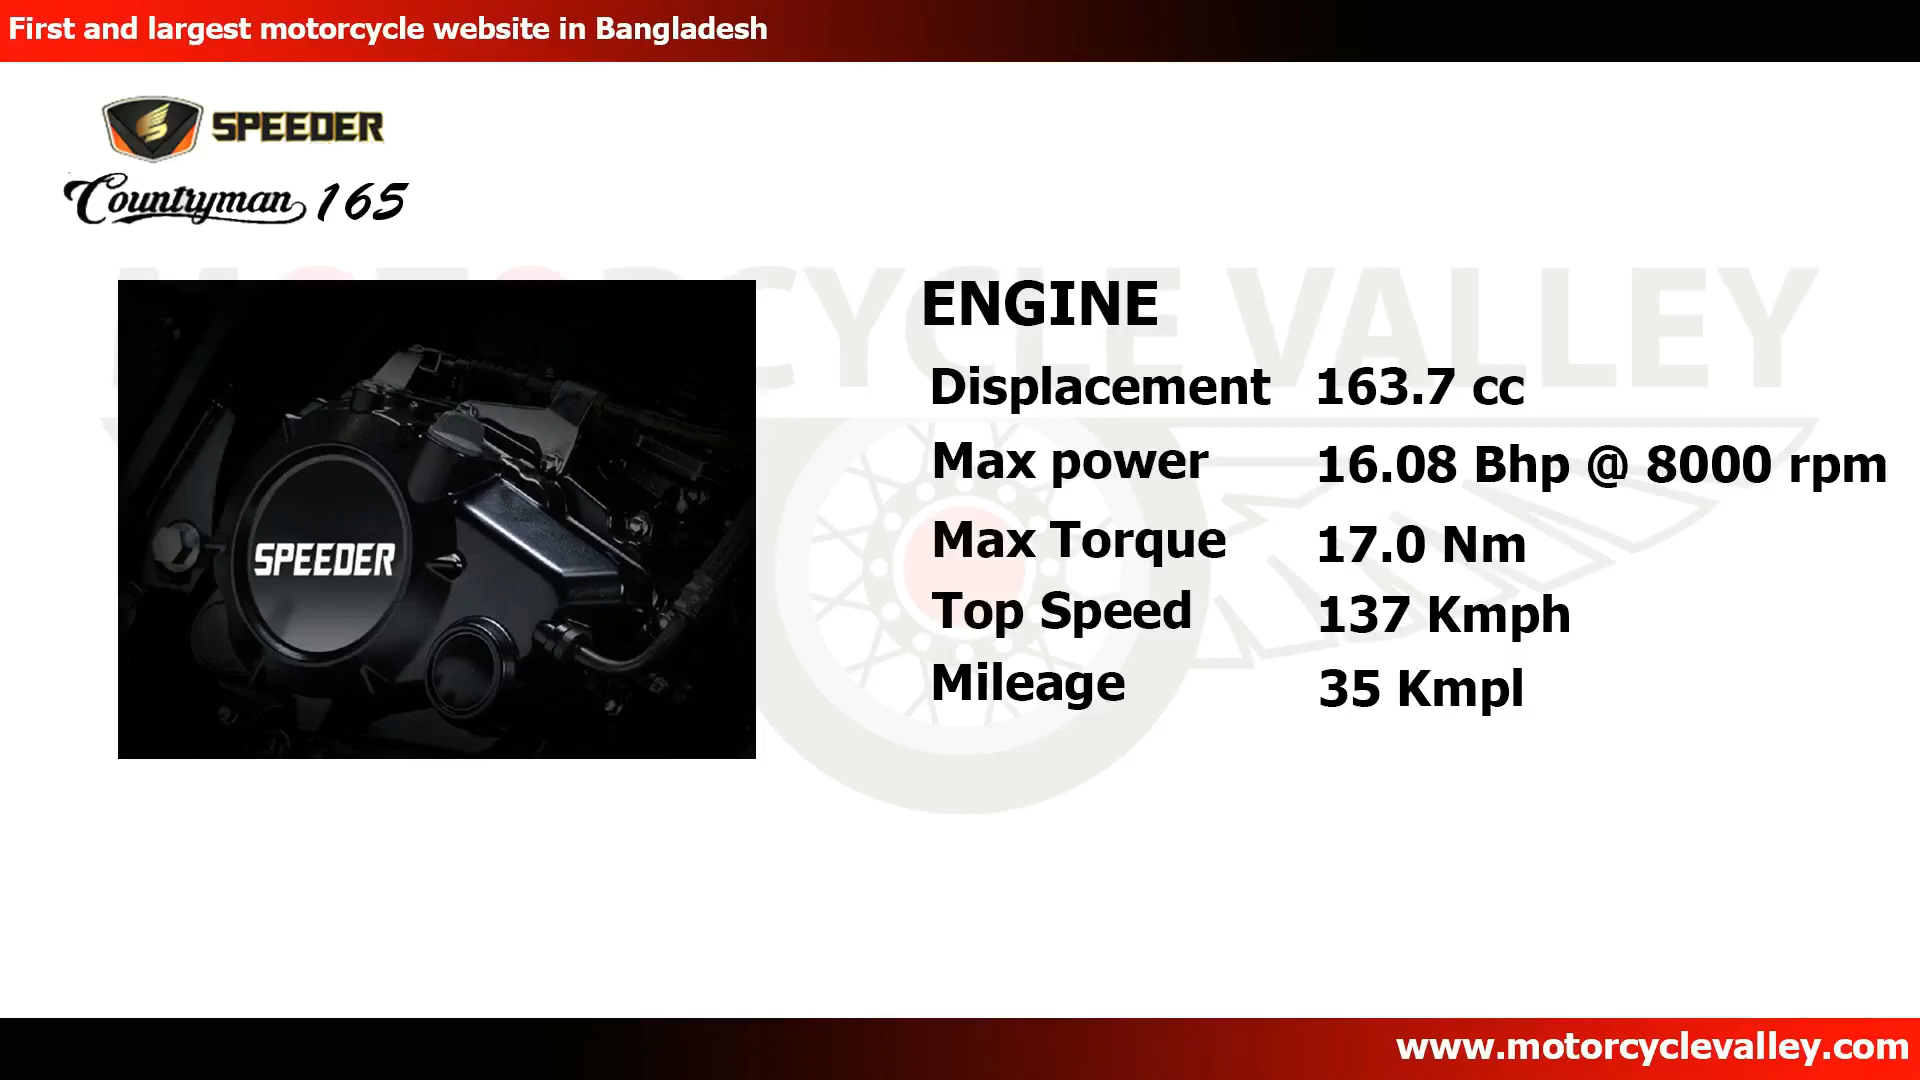 First and largest motorcycle website in Bangladesh
SPEEDER
Countryman 165
MOTORCYCLE VALLEY
ENGINE
Displacement 163.7 cc
Max power 16.08 Bhp @ 8000 rpm
Max Torque 17.0 Nm
Top Speed 137 Kmph
Mileage 35 Kmpl
SPEEDER
www.motorcyclevalley.com